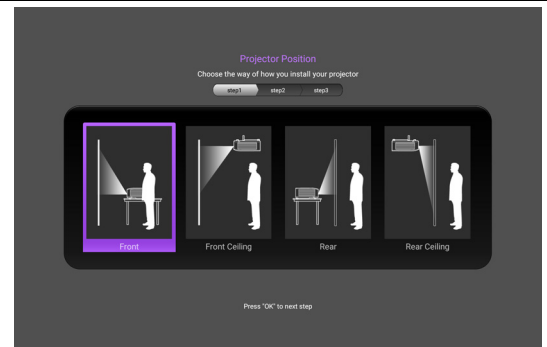 Projector Position
Choose the way of how you install your projector
step1 step2 step3
Front Front Ceiling Rear Rear Ceiling
Press "OK" to next step